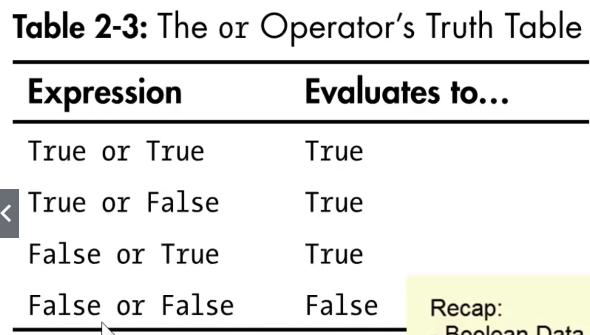 Table 2-3: The or Operator's Truth Table
Expression Evaluates to...
True or True True
True or False True
False or True True
False or False False
Recap:
- Boolean Data